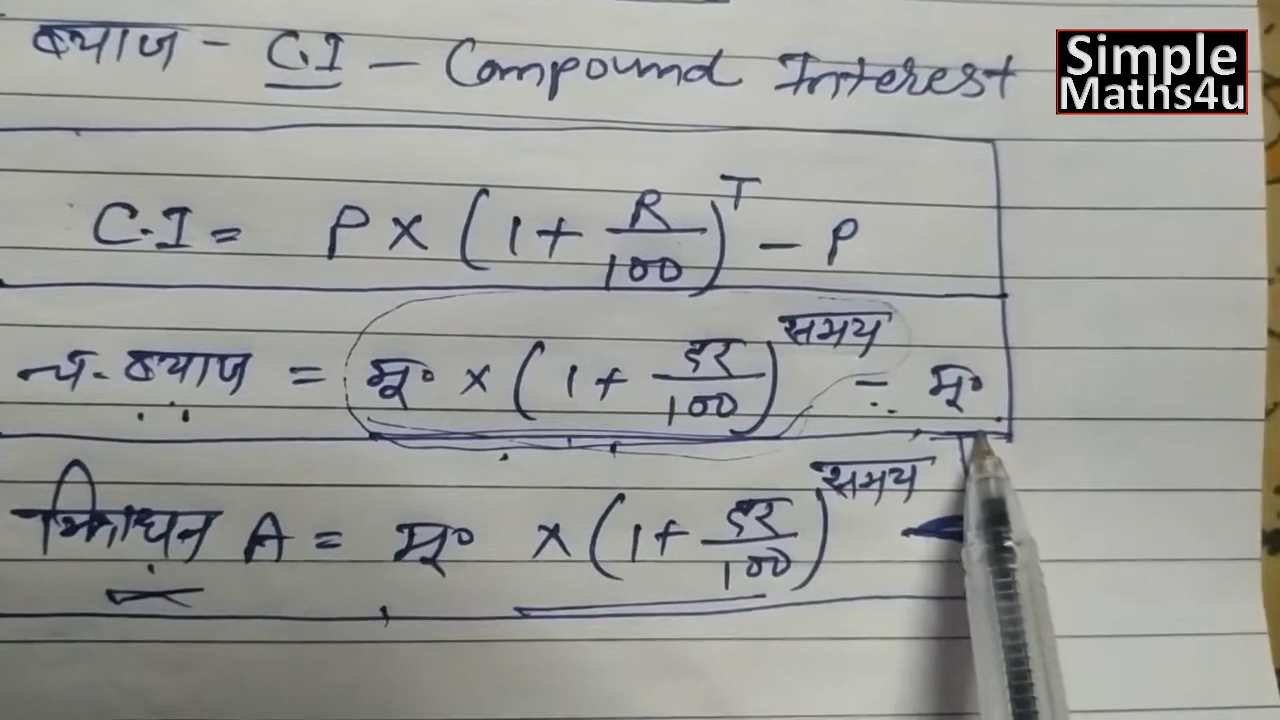 ब्याज - C.I - Compound Interest
Simple
Maths4u
C.I = P × (1 + R/100)^T - P
च. ब्याज = मू० × (1 + दर/100)^समय - मू०
मिश्रधन A = मू० × (1 + दर/100)^समय